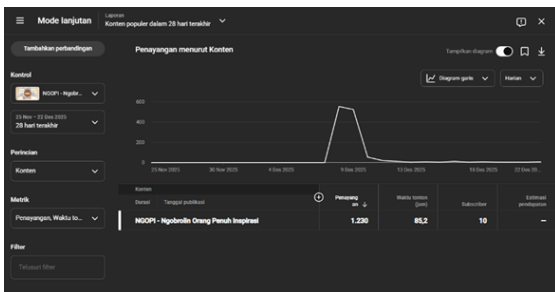 Mode lanjutan
Laporan
Konten populer dalam 28 hari terakhir
Tambahkan perbandingan
Penayangan menurut Konten
Tampilkan diagram
Kontrol
NGOPI - Ngobr...
Diagram garis
Harian
25 Nov – 22 Des 2025
28 hari terakhir
600
400
200
0
25 Nov 2025
30 Nov 2025
4 Des 2025
9 Des 2025
13 Des 2025
18 Des 2025
22 Des 20...
Perincian
Konten
Metrik
Penayangan, Waktu to...
Filter
Telusuri filter
Konten
Durasi
Tanggal publikasi
Penayang
an
Waktu tonton
(jam)
Subscriber
Estimasi
pendapatan
NGOPI - Ngobrolin Orang Penuh Inspirasi
1.230
85,2
10
–